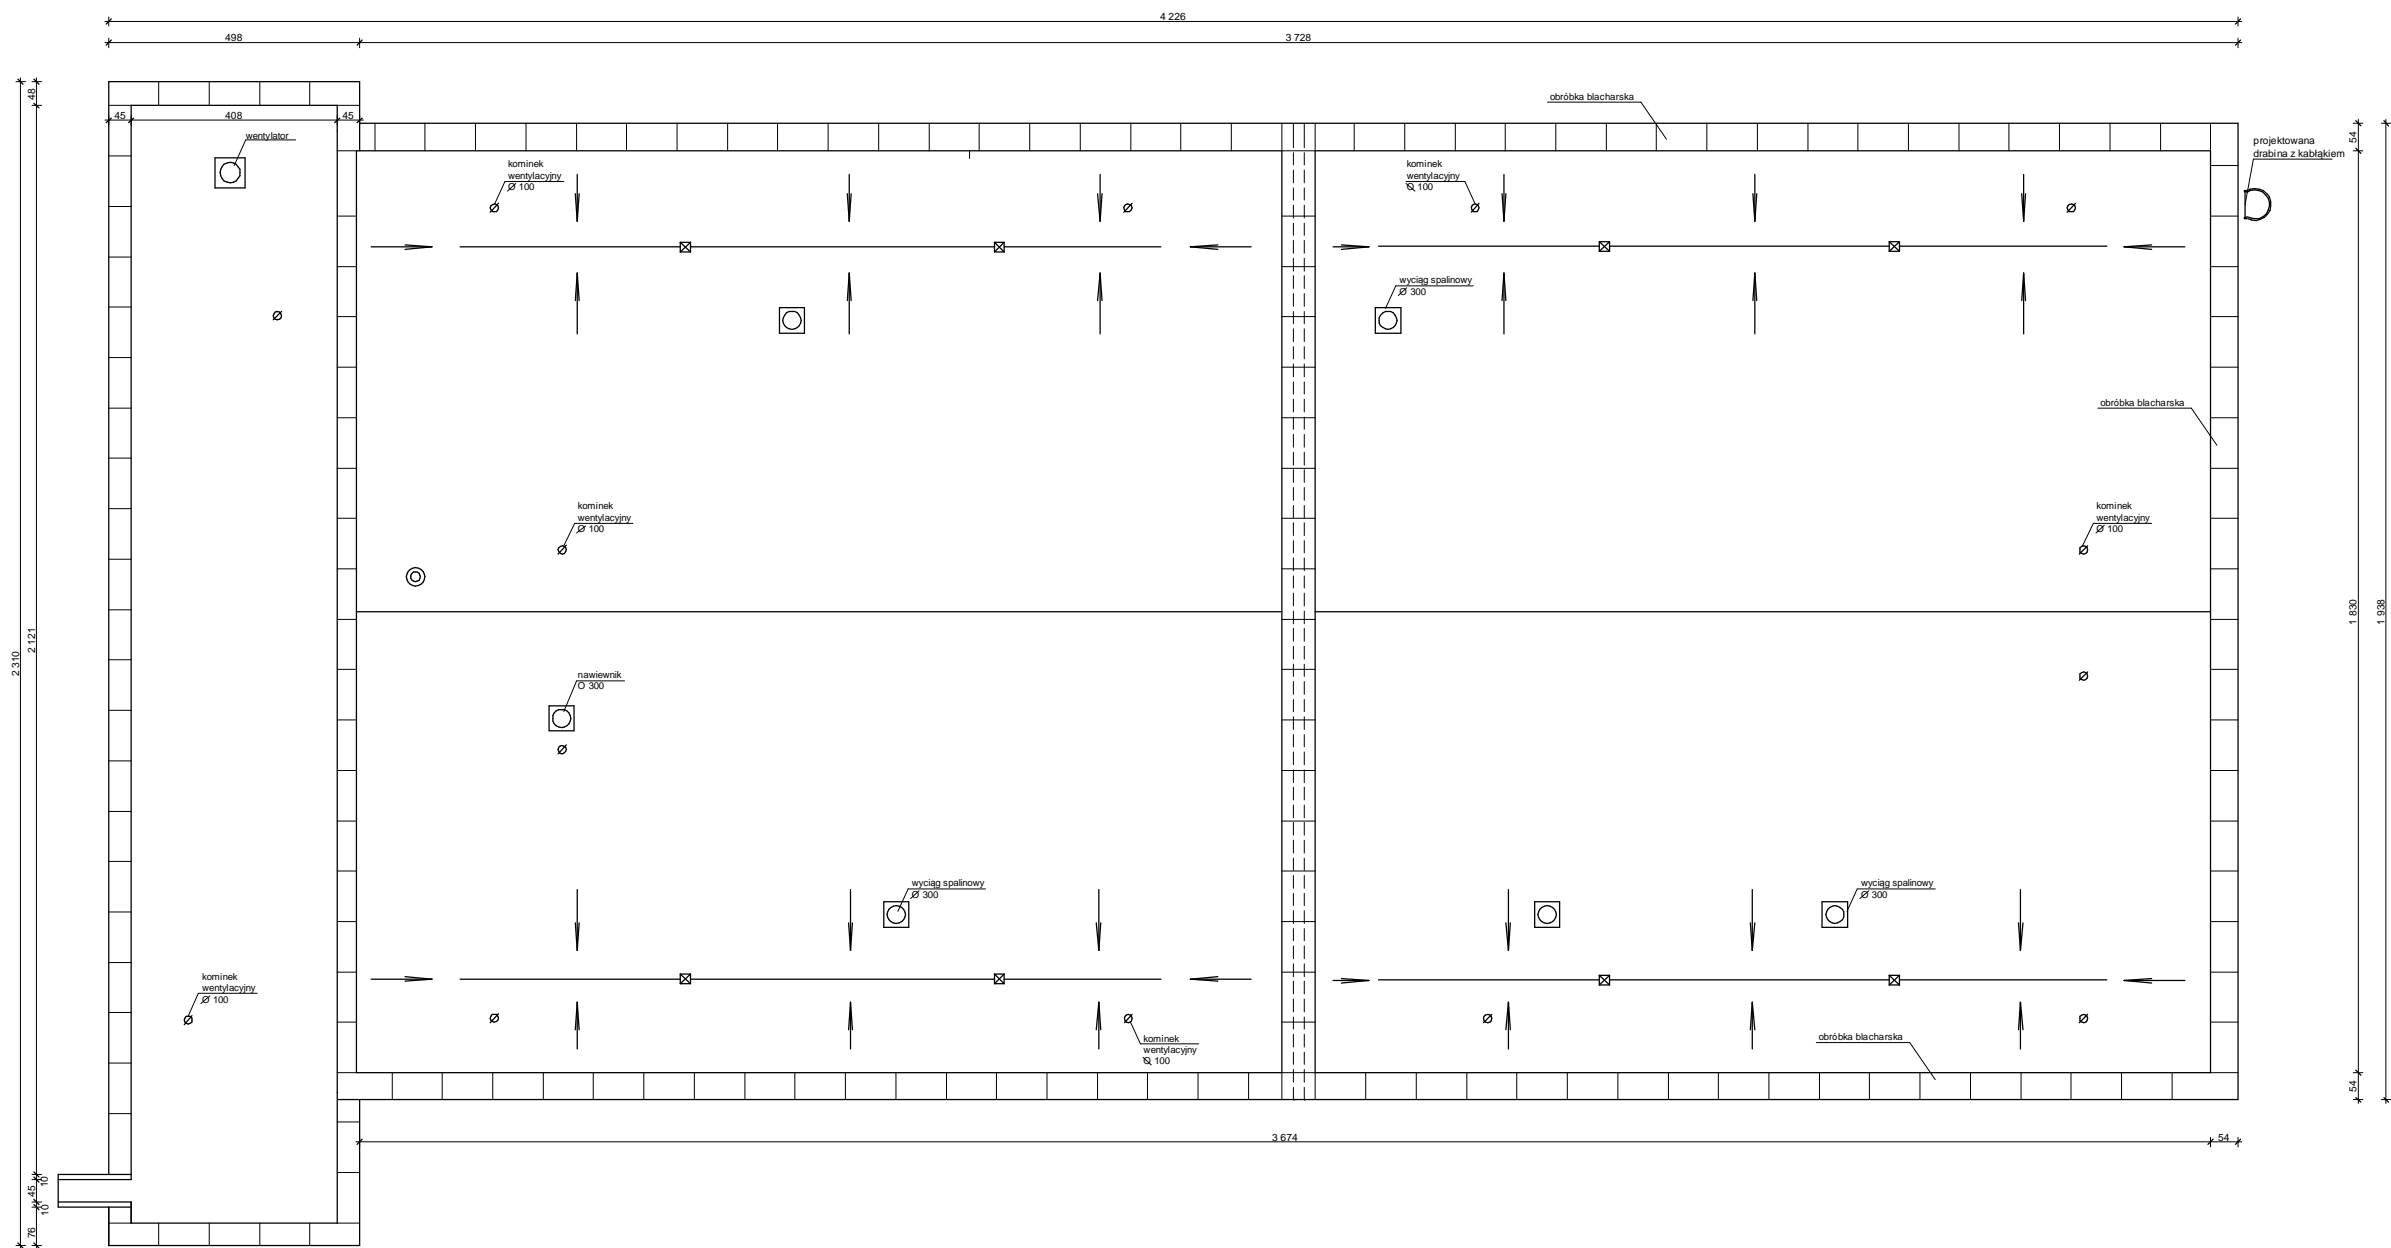 4 226
498
3 728
48
45
408
45
wentylator
obróbka blacharska
54
projektowana
drabina z kabłąkiem
kominek
wentylacyjny
Ø 100
kominek
wentylacyjny
Ø 100
wyciąg spalinowy
Ø 300
obróbka blacharska
kominek
wentylacyjny
Ø 100
kominek
wentylacyjny
Ø 100
2 310
2 121
1 830
1 938
nawiewnik
O 300
wyciąg spalinowy
Ø 300
wyciąg spalinowy
Ø 300
kominek
wentylacyjny
Ø 100
kominek
wentylacyjny
Ø 100
obróbka blacharska
54
3 674
54
10
45
10
76